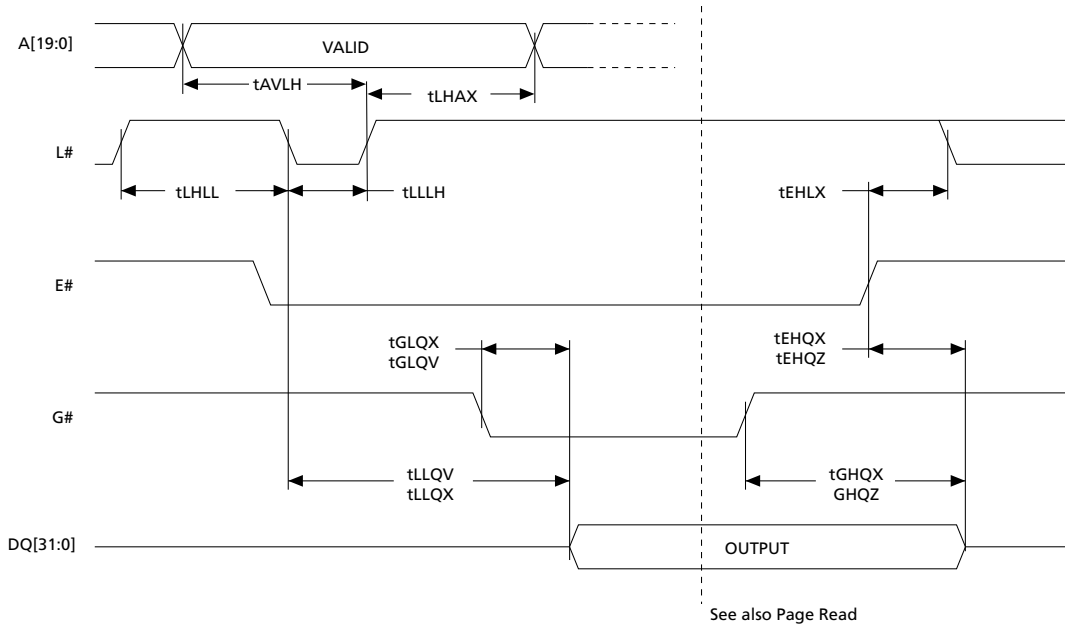 A[19:0]
VALID
tAVLH
tLHAX
L#
tLHLL
tLLLH
tEHLX
E#
tGLQX
tGLQV
tEHQX
tEHQZ
G#
tLLQV
tLLQX
tGHQX
GHQZ
DQ[31:0]
OUTPUT
See also Page Read